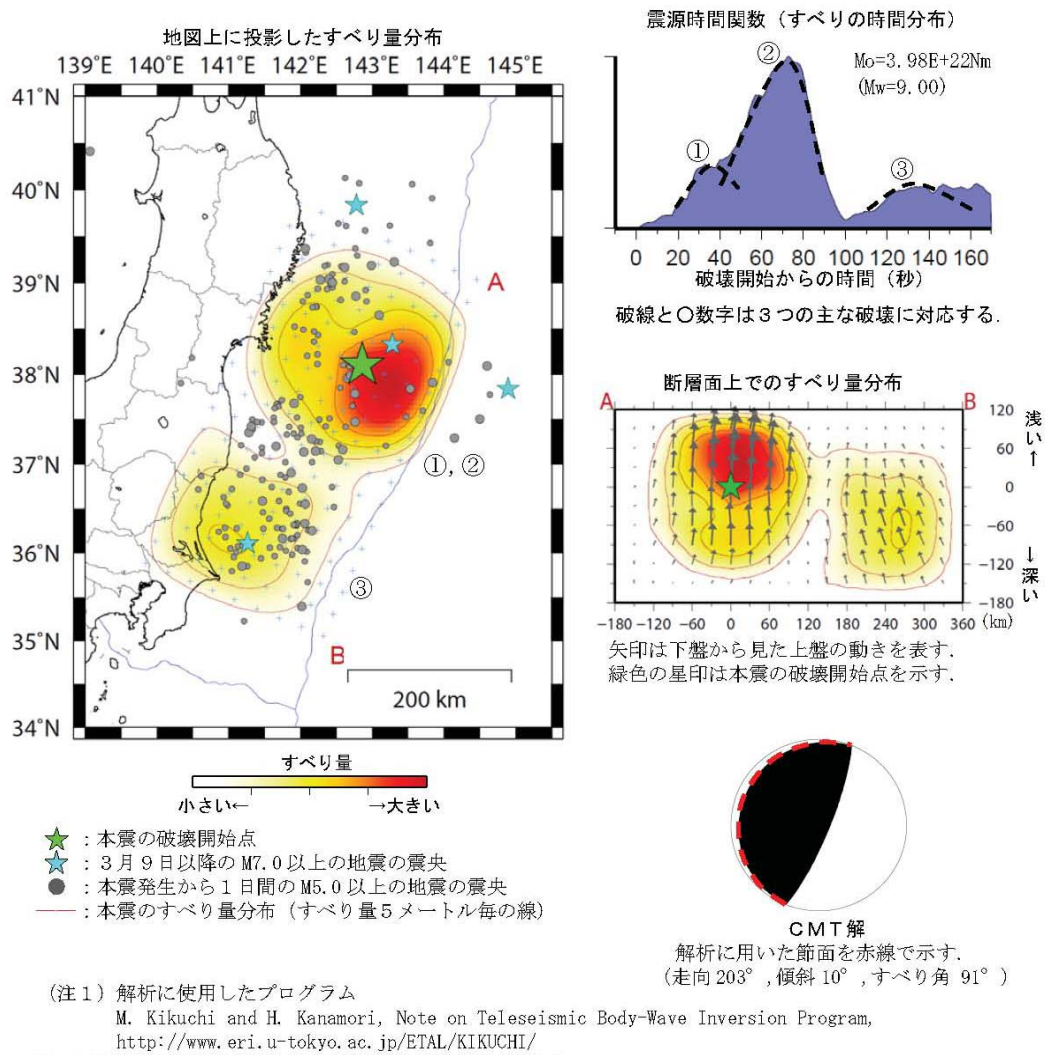 地図上に投影したすべり量分布
139°E 140°E 141°E 142°E 143°E 144°E 145°E
41°N
40°N
39°N
38°N
37°N
36°N
35°N
34°N
A
①, ②
③
B
200 km
すべり量
小さい← →大きい
：本震の破壊開始点
：３月９日以降の M7.0 以上の地震の震央
：本震発生から１日間の M5.0 以上の地震の震央
：本震のすべり量分布（すべり量５メートル毎の線）
震源時間関数（すべりの時間分布）
Mo=3.98E+22Nm
(Mw=9.00)
①
②
③
0 20 40 60 80 100 120 140 160
破壊開始からの時間（秒）
破線と〇数字は３つの主な破壊に対応する．
断層面上でのすべり量分布
A B
120
60
0
−60
−120
−180
浅い↑
↓深い
−180 −120 −60 0 60 120 180 240 300 360
(km)
矢印は下盤から見た上盤の動きを表す．
緑色の星印は本震の破壊開始点を示す．
ＣＭＴ解
解析に用いた節面を赤線で示す．
（走向 203°, 傾斜 10°, すべり角 91°）
（注１）解析に使用したプログラム
M. Kikuchi and H. Kanamori, Note on Teleseismic Body-Wave Inversion Program,
http://www.eri.u-tokyo.ac.jp/ETAL/KIKUCHI/